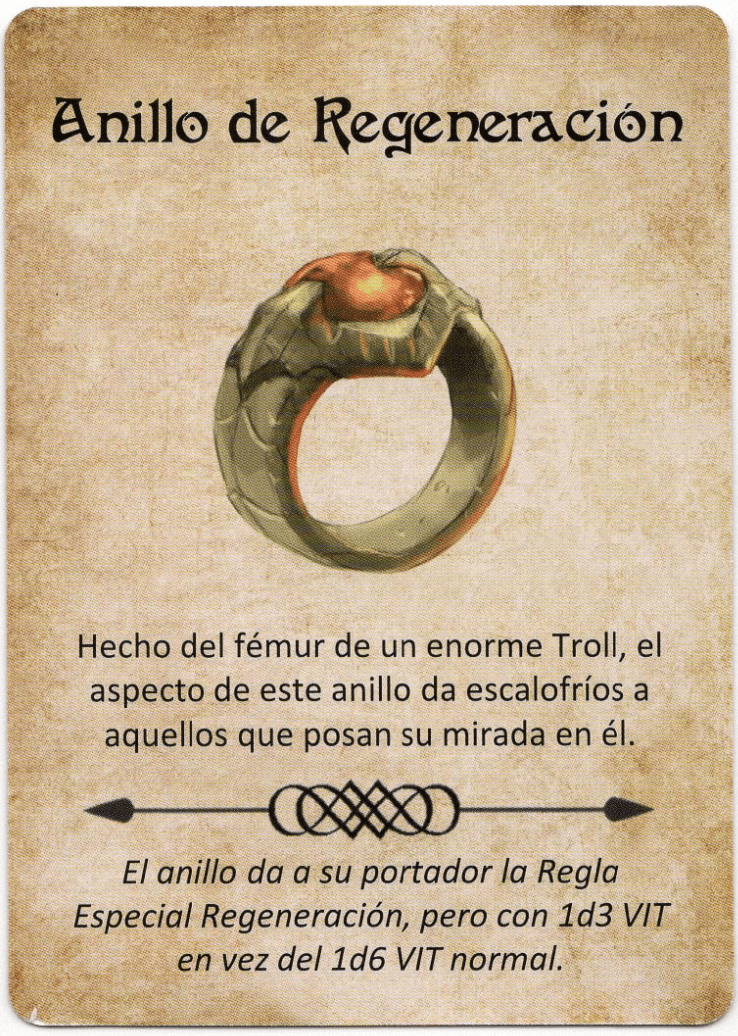 Anillo de Regeneración
Hecho del fémur de un enorme Troll, el
aspecto de este anillo da escalofríos a
aquellos que posan su mirada en él.
El anillo da a su portador la Regla
Especial Regeneración, pero con 1d3 VIT
en vez del 1d6 VIT normal.